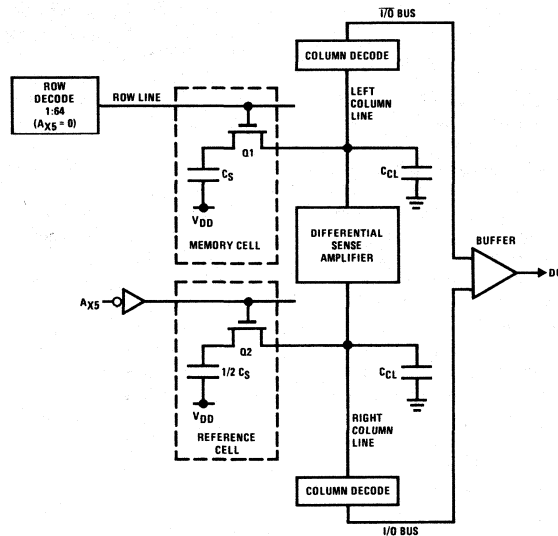 I/O BUS
COLUMN DECODE
ROW
DECODE
1:64
(AX5 = 0)
ROW LINE
LEFT
COLUMN
LINE
Q1
CS
VDD
MEMORY CELL
CCL
DIFFERENTIAL
SENSE
AMPLIFIER
BUFFER
AX5
Q2
1/2 CS
VDD
REFERENCE
CELL
CCL
RIGHT
COLUMN
LINE
COLUMN DECODE
I/O BUS